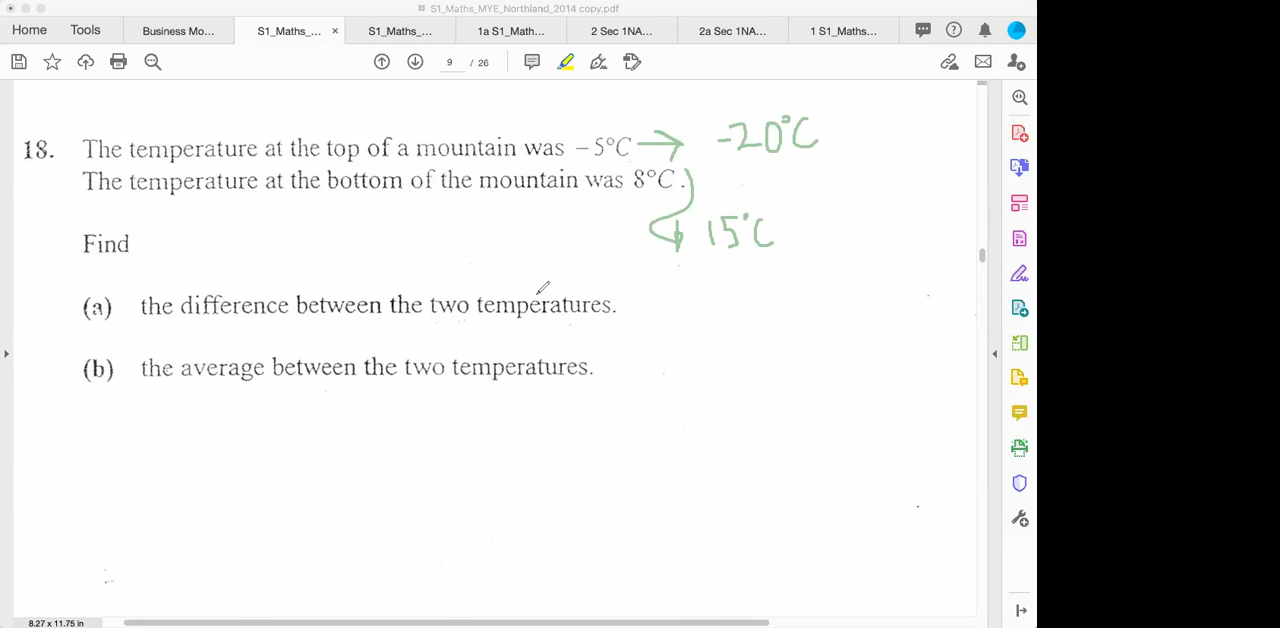 S1_Maths_MYE_Northland_2014 copy.pdf
Home Tools Business Mo... S1_Maths_... × S1_Maths_... 1a S1_Math... 2 Sec 1NA... 2a Sec 1NA... 1 S1_Maths...
9 / 26
18. The temperature at the top of a mountain was – 5°C → -20°C
The temperature at the bottom of the mountain was 8°C.
15°C
Find
(a) the difference between the two temperatures.
(b) the average between the two temperatures.
8.27 x 11.75 in